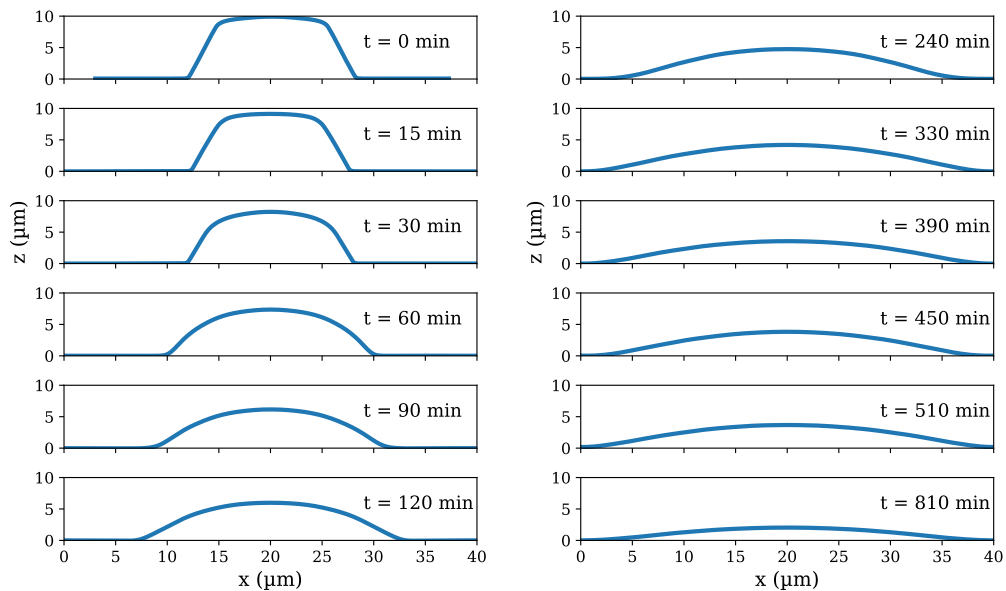 10
5
0
t = 0 min
10
5
0
t = 15 min
10
5
0
t = 30 min
10
5
0
t = 60 min
10
5
0
t = 90 min
10
5
0
t = 120 min
0 5 10 15 20 25 30 35 40
x (µm)
z (µm)
10
5
0
t = 240 min
10
5
0
t = 330 min
10
5
0
t = 390 min
10
5
0
t = 450 min
10
5
0
t = 510 min
10
5
0
t = 810 min
0 5 10 15 20 25 30 35 40
x (µm)
z (µm)